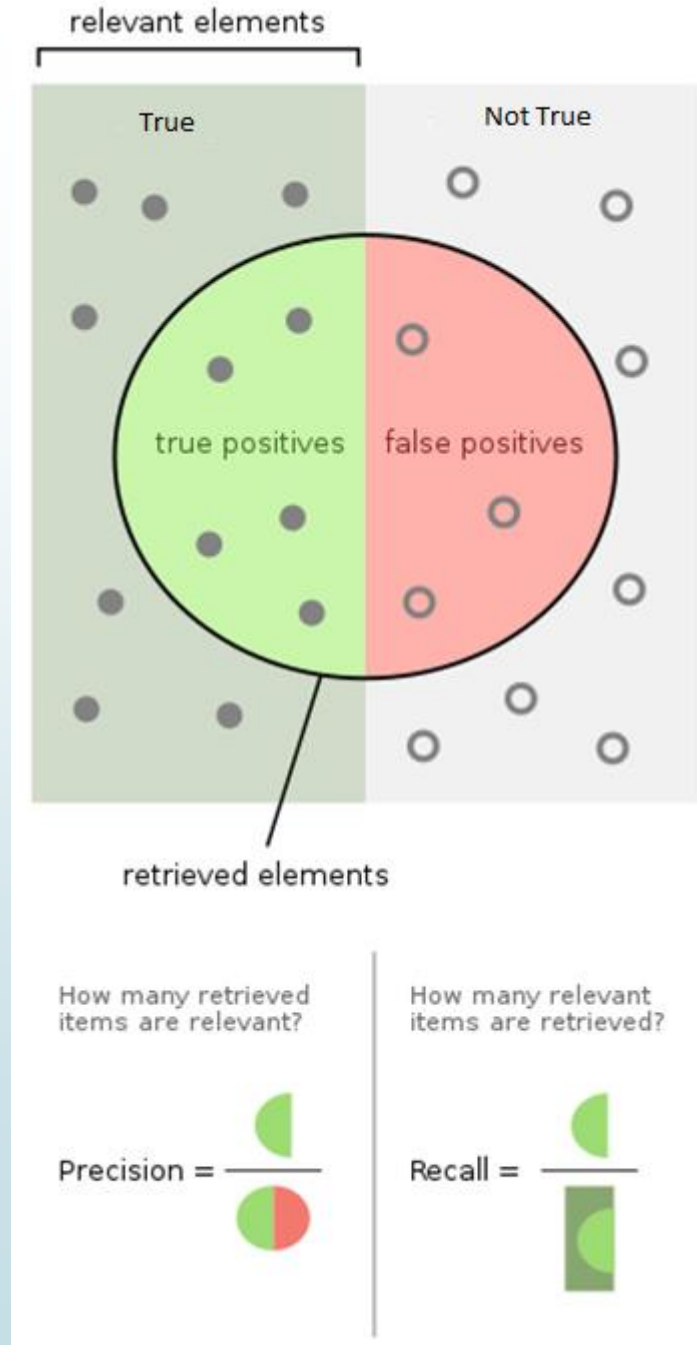 relevant elements
True
Not True
true positives
false positives
retrieved elements
How many retrieved
items are relevant?
Precision =
How many relevant
items are retrieved?
Recall =